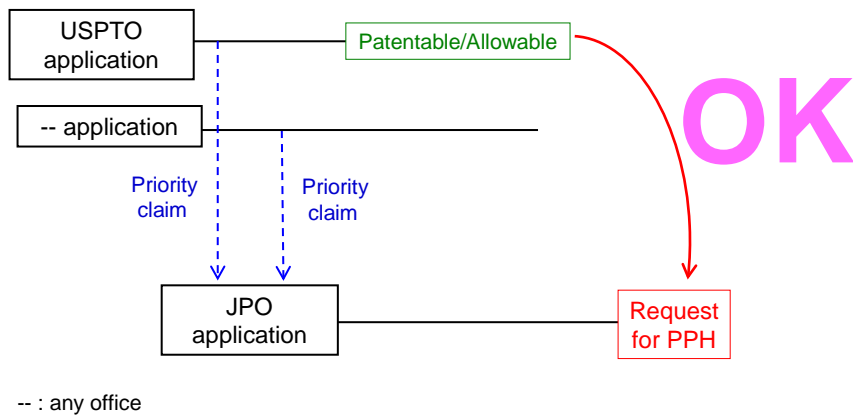 USPTO
application
Patentable/Allowable
OK
-- application
Priority
claim
Priority
claim
JPO
application
Request
for PPH
-- : any office